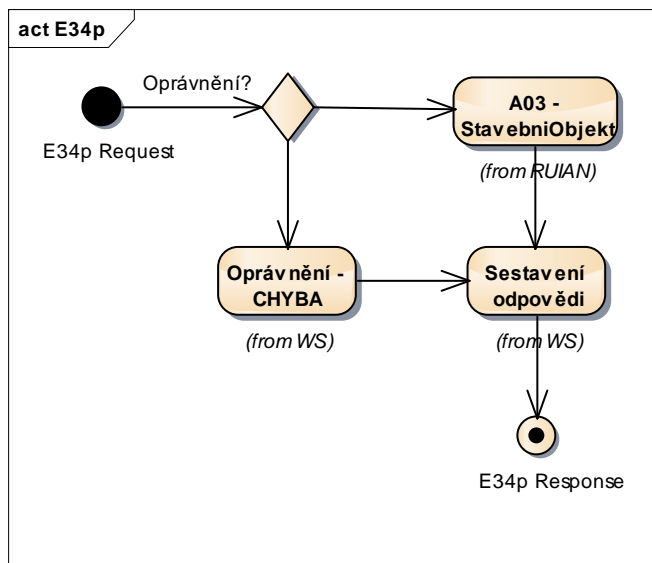 act E34p
Oprávnění?
E34p Request
A03 -
StavebniObjekt
(from RUIAN)
Oprávnění -
CHYBA
(from WS)
Sestavení
odpovědi
(from WS)
E34p Response